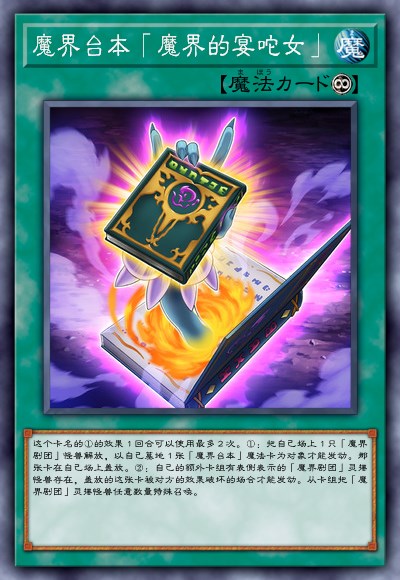 魔界台本「魔界的宴咜女」
魔
【魔法カード】
まほう
这个卡名的①的效果1回合可以使用最多2次。①：把自己场上1只「魔界
剧团」怪兽解放，以自己墓地1张「魔界台本」魔法卡为对象才能发动。那
张卡在自己场上盖放。②：自己的额外卡组有表侧表示的「魔界剧团」灵摆
怪兽存在，盖放的这张卡被对方的效果破坏的场合才能发动。从卡组把「魔
界剧团」灵摆怪兽任意数量特殊召唤。